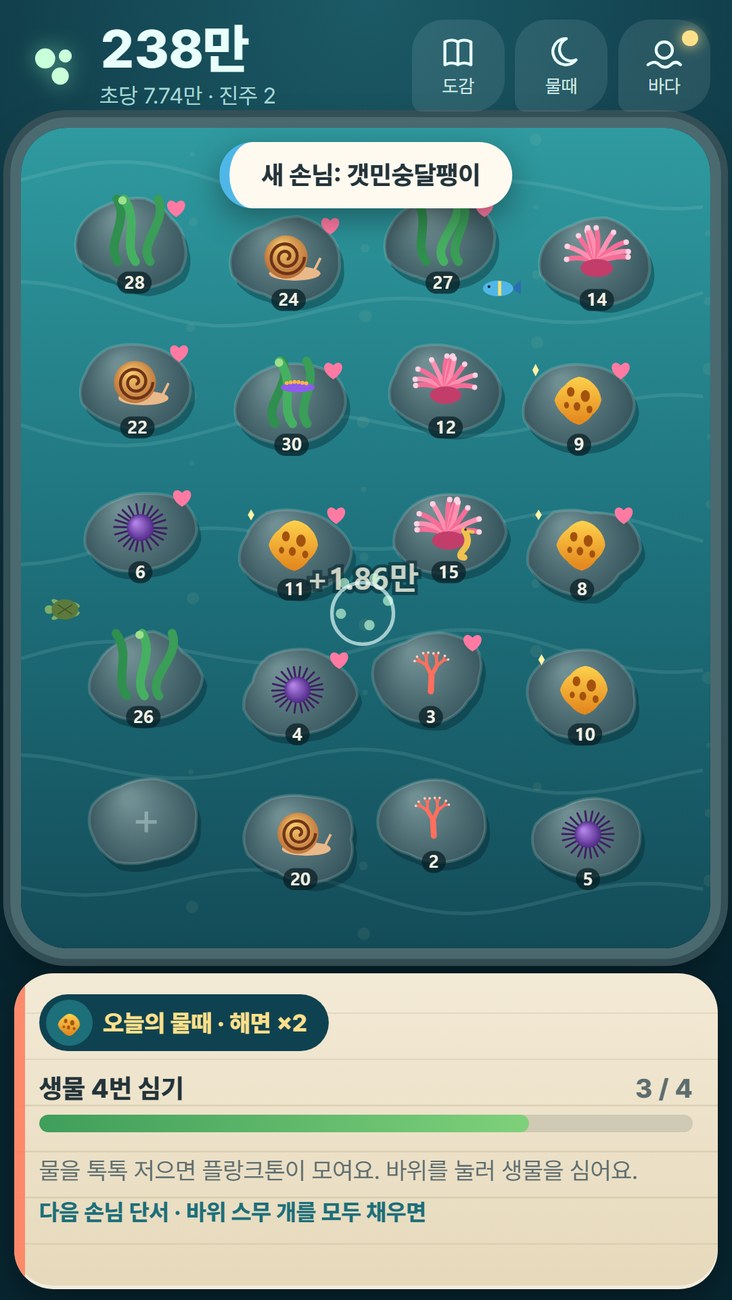 238만
초당 7.74만 · 진주 2
도감
물때
바다
새 손님: 갯민숭달팽이
28
24
27
14
22
30
12
9
6
11
+1.86만
15
8
26
4
3
10
+
20
2
5
오늘의 물때 · 해면 ×2
생물 4번 심기
3 / 4
물을 톡톡 저으면 플랑크톤이 모여요. 바위를 눌러 생물을 심어요.
다음 손님 단서 · 바위 스무 개를 모두 채우면